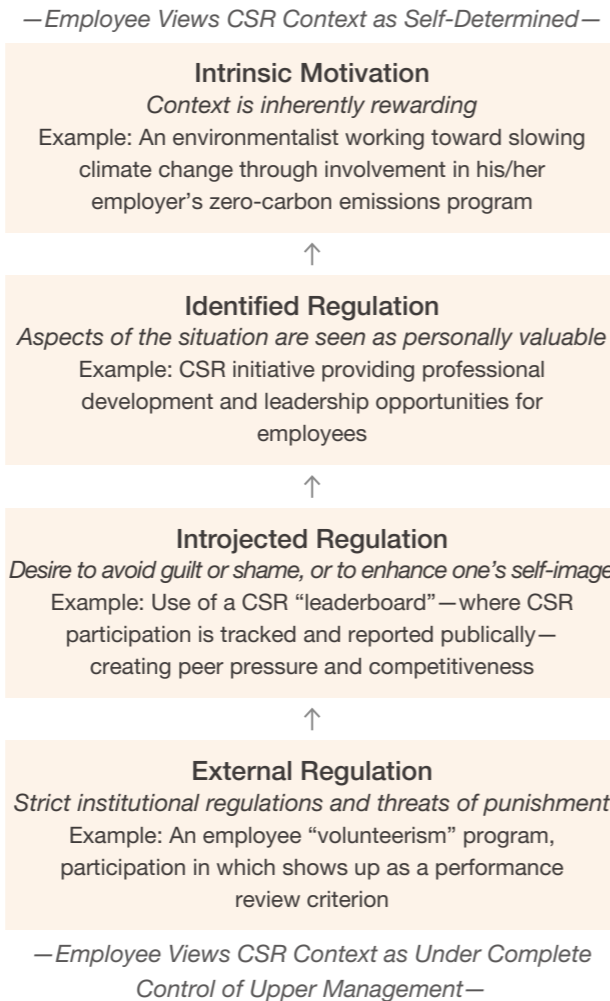 —Employee Views CSR Context as Self-Determined—
Intrinsic Motivation
Context is inherently rewarding
Example: An environmentalist working toward slowing
climate change through involvement in his/her
employer’s zero-carbon emissions program
↑
Identified Regulation
Aspects of the situation are seen as personally valuable
Example: CSR initiative providing professional
development and leadership opportunities for
employees
↑
Introjected Regulation
Desire to avoid guilt or shame, or to enhance one’s self-image
Example: Use of a CSR “leaderboard”—where CSR
participation is tracked and reported publically—
creating peer pressure and competitiveness
↑
External Regulation
Strict institutional regulations and threats of punishment
Example: An employee “volunteerism” program,
participation in which shows up as a performance
review criterion
—Employee Views CSR Context as Under Complete
Control of Upper Management—